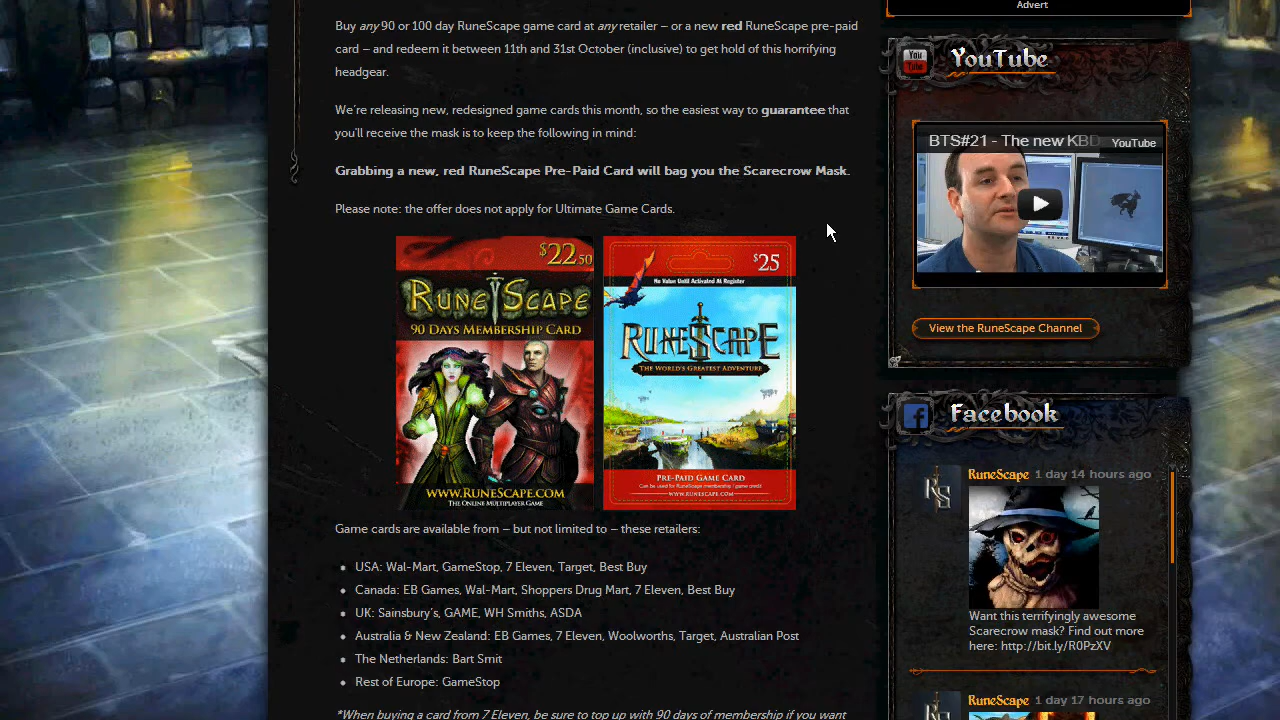 Buy any 90 or 100 day RuneScape game card at any retailer – or a new red RuneScape pre-paid
card – and redeem it between 11th and 31st October (inclusive) to get hold of this horrifying
headgear.
We're releasing new, redesigned game cards this month, so the easiest way to guarantee that
you'll receive the mask is to keep the following in mind:
Grabbing a new, red RuneScape Pre-Paid Card will bag you the Scarecrow Mask.
Please note: the offer does not apply for Ultimate Game Cards.
$22.50
RUNESCAPE
90 DAYS MEMBERSHIP CARD
WWW.RUNESCAPE.COM
THE ONLINE MULTIPLAYER GAME
$25
No Value Until Activated At Register
RUNESCAPE
THE WORLD'S GREATEST ADVENTURE
PRE-PAID GAME CARD
Can be used for RuneScape membership / game credit
WWW.RUNESCAPE.COM
Game cards are available from – but not limited to – these retailers:
USA: Wal-Mart, GameStop, 7 Eleven, Target, Best Buy
Canada: EB Games, Wal-Mart, Shoppers Drug Mart, 7 Eleven, Best Buy
UK: Sainsbury's, GAME, WH Smiths, ASDA
Australia & New Zealand: EB Games, 7 Eleven, Woolworths, Target, Australian Post
The Netherlands: Bart Smit
Rest of Europe: GameStop
*When buying a card from 7 Eleven, be sure to top up with 90 days of membership if you want
Advert
You Tube
YouTube
BTS#21 - The new KBD
YouTube
View the RuneScape Channel
Facebook
RS
RuneScape 1 day 14 hours ago
Want this terrifyingly awesome
Scarecrow mask? Find out more
here: http://bit.ly/R0PzXV
RuneScape 1 day 17 hours ago